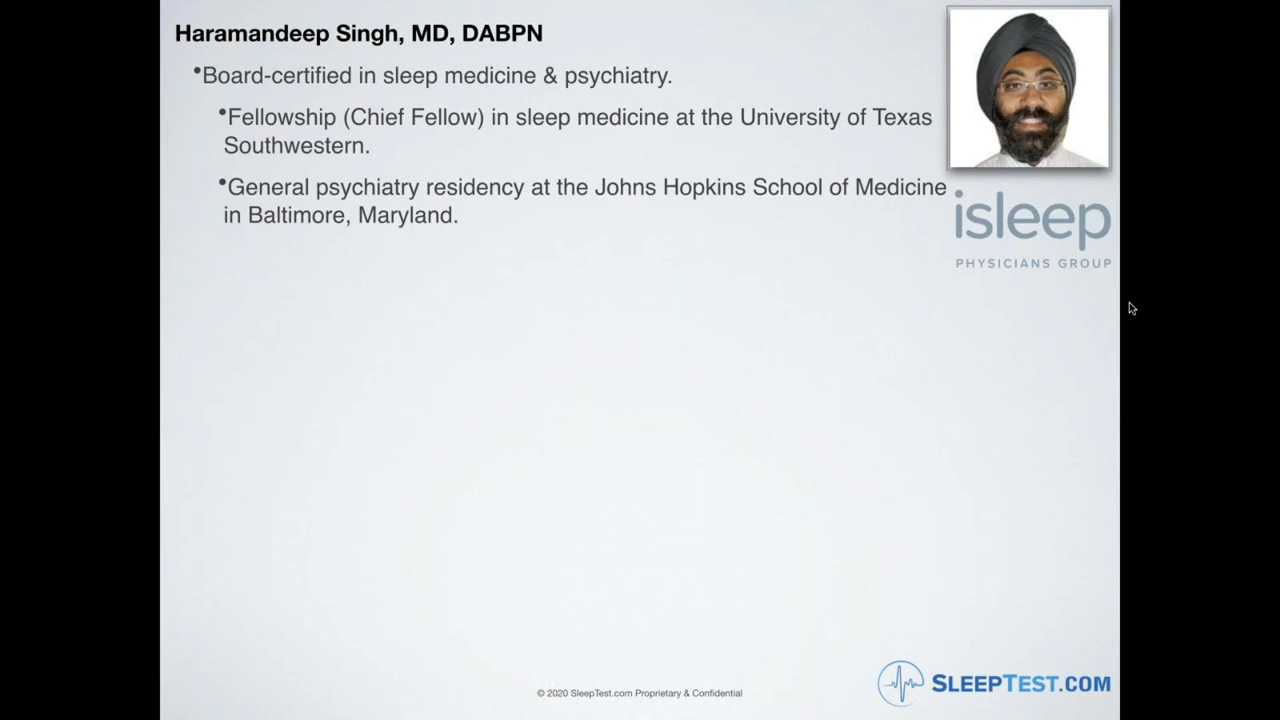 Haramandeep Singh, MD, DABPN
•Board-certified in sleep medicine & psychiatry.
•Fellowship (Chief Fellow) in sleep medicine at the University of Texas
Southwestern.
•General psychiatry residency at the Johns Hopkins School of Medicine
in Baltimore, Maryland.
isleep
PHYSICIANS GROUP
© 2020 SleepTest.com Proprietary & Confidential
SLEEPTEST.COM